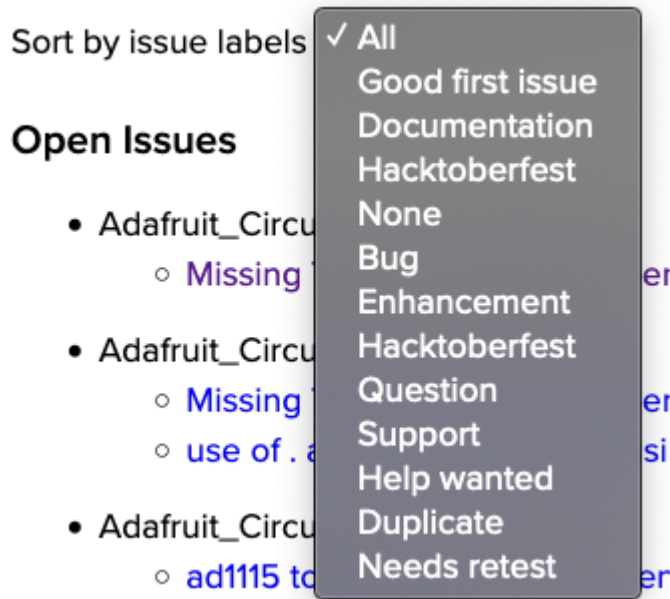 Sort by issue labels
✓ All
Good first issue
Documentation
Hacktoberfest
None
Bug
Enhancement
Hacktoberfest
Question
Support
Help wanted
Duplicate
Needs retest
Open Issues
• Adafruit_Circu
◦ Missing
• Adafruit_Circu
◦ Missing
◦ use of .
• Adafruit_Circu
◦ ad1115 to